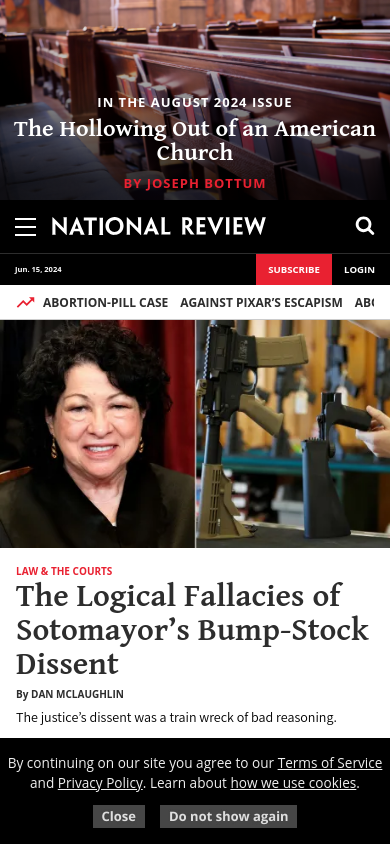 IN THE AUGUST 2024 ISSUE
The Hollowing Out of an American
Church
BY JOSEPH BOTTUM
NATIONAL REVIEW
Jun. 15, 2024
SUBSCRIBE
LOGIN
ABORTION-PILL CASE AGAINST PIXAR’S ESCAPISM
LAW & THE COURTS
The Logical Fallacies of
Sotomayor’s Bump-Stock
Dissent
By DAN MCLAUGHLIN
The justice’s dissent was a train wreck of bad reasoning.
By continuing on our site you agree to our Terms of Service
and Privacy Policy. Learn about how we use cookies.
Close
Do not show again